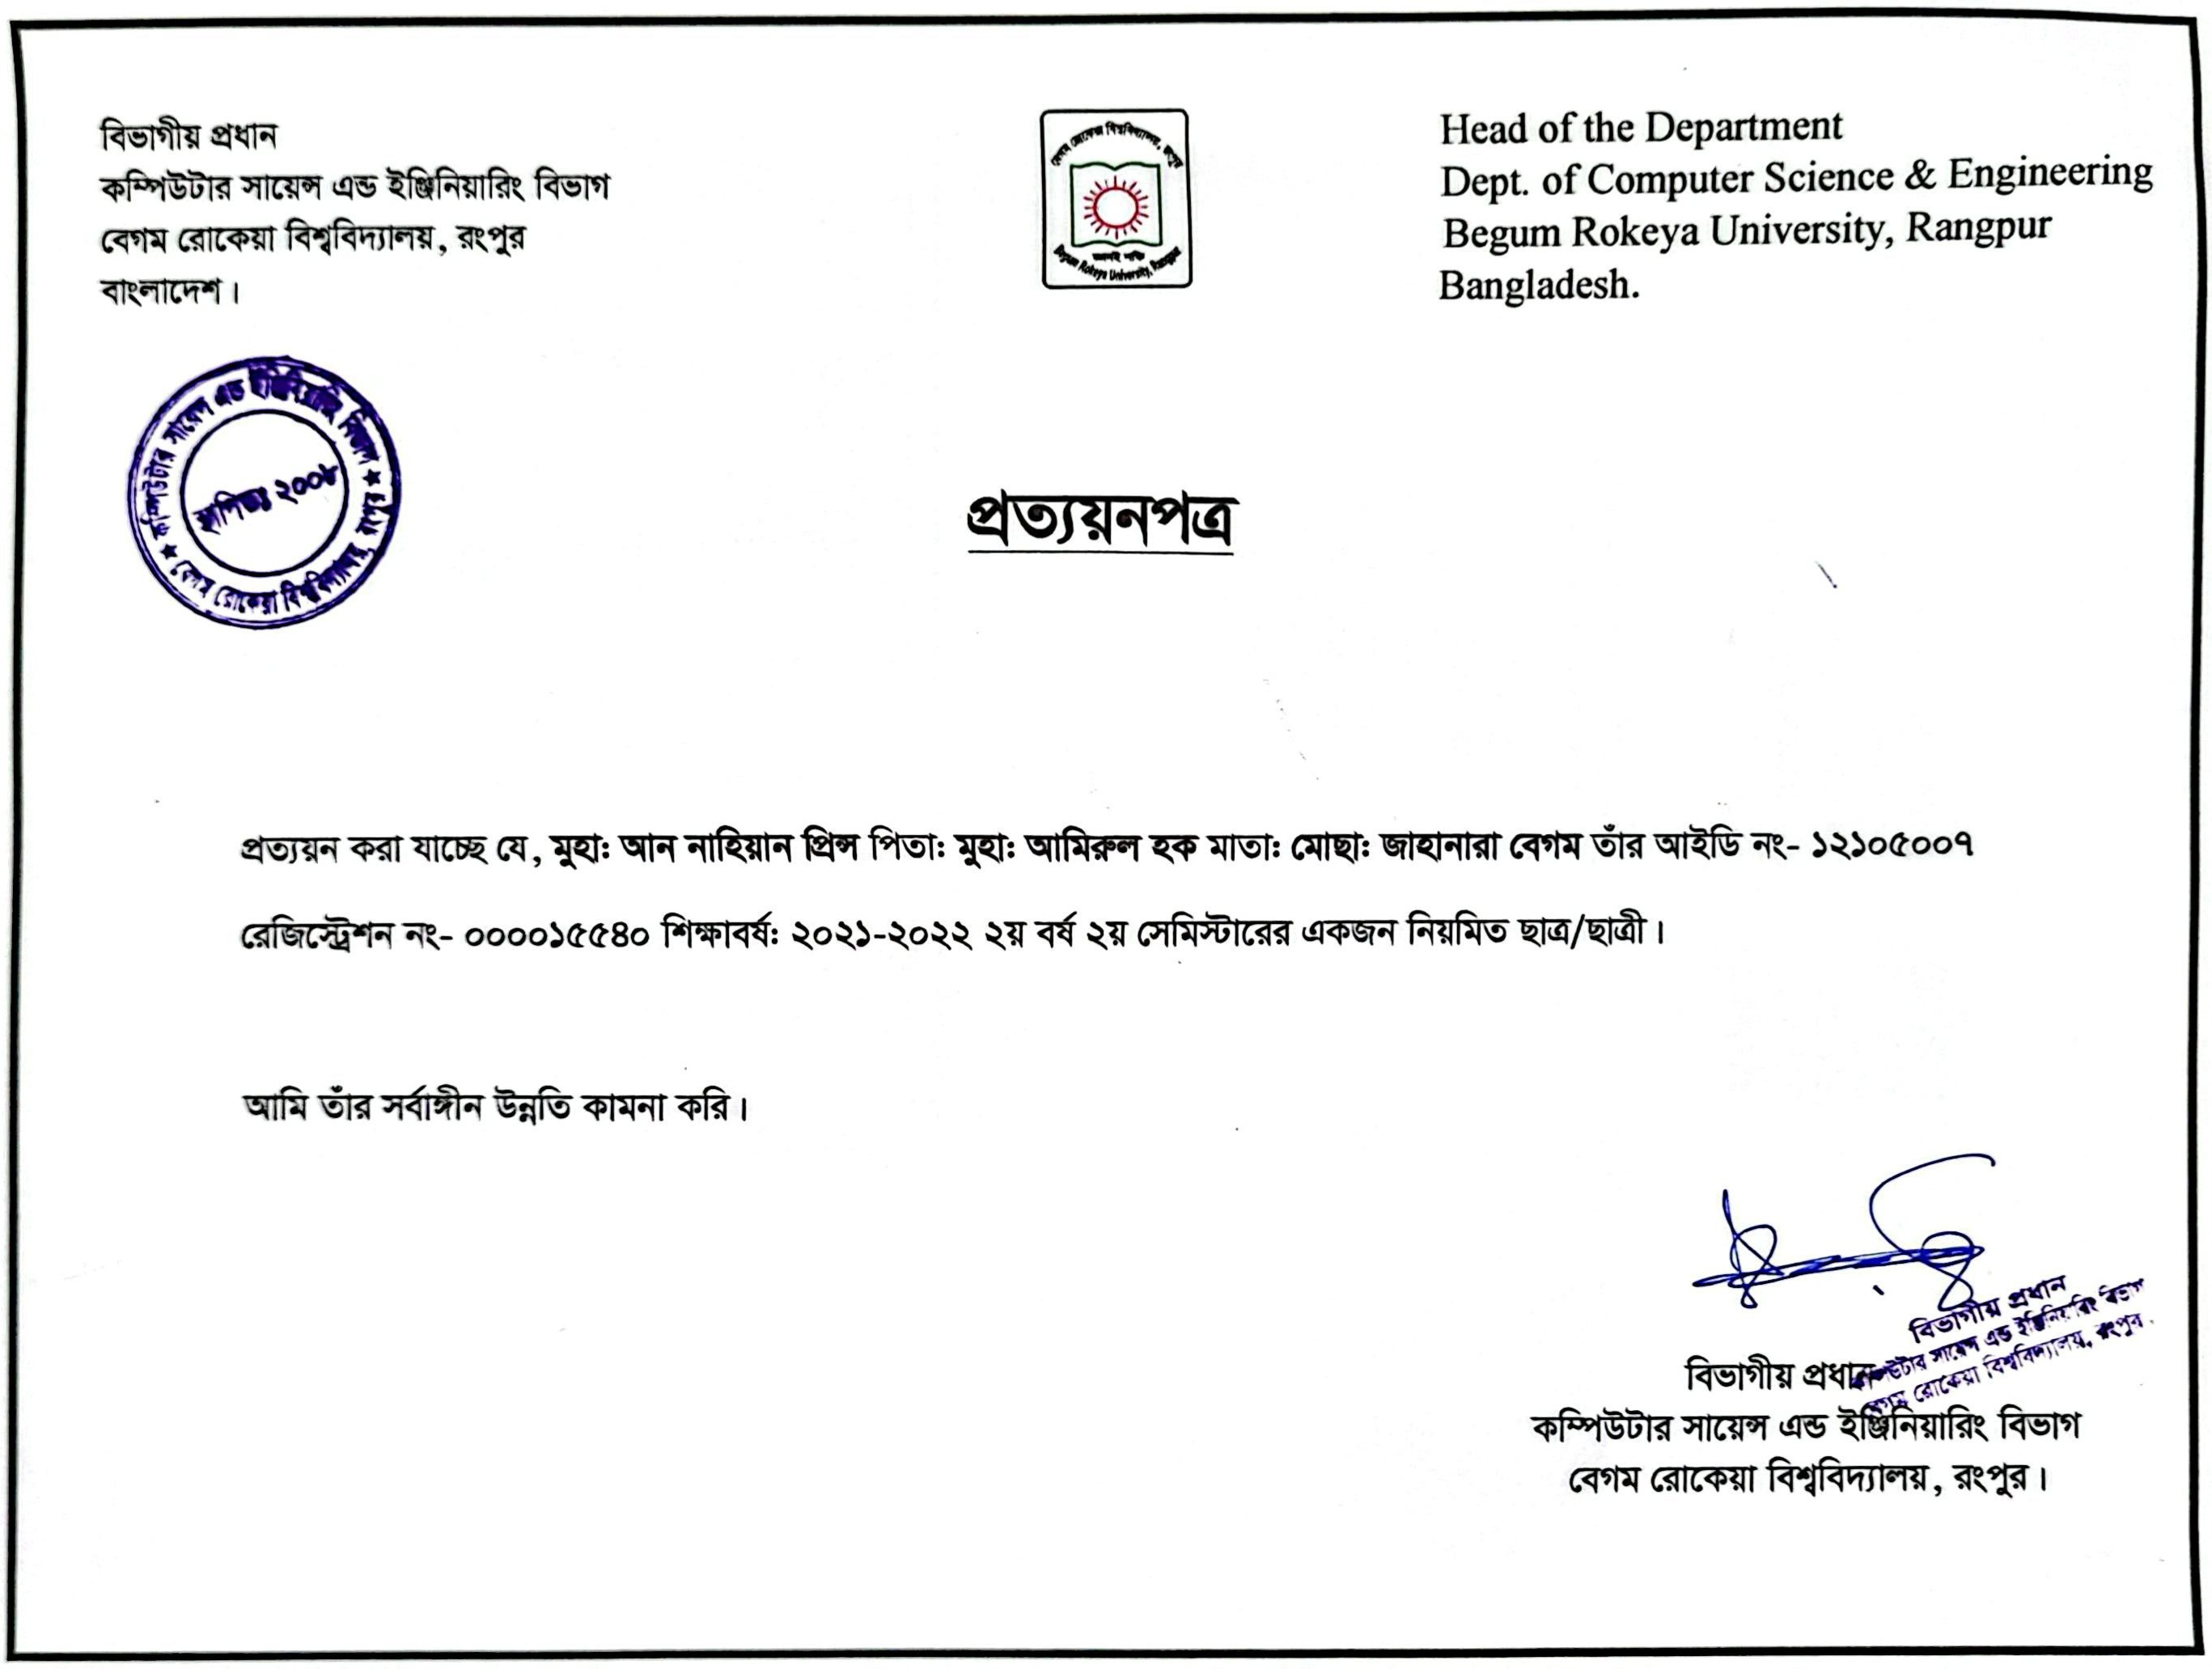 বিভাগীয় প্রধান
কম্পিউটার সায়েন্স এন্ড ইঞ্জিনিয়ারিং বিভাগ
বেগম রোকেয়া বিশ্ববিদ্যালয়, রংপুর
বাংলাদেশ।
বেগম রোকেয়া বিশ্ববিদ্যালয়, রংপুর
Begum Rokeya University, Rangpur
Head of the Department
Dept. of Computer Science & Engineering
Begum Rokeya University, Rangpur
Bangladesh.
কম্পিউটার সায়েন্স এন্ড ইঞ্জিনিয়ারিং বিভাগ
স্থাপিতঃ ২০০৮
বেগম রোকেয়া বিশ্ববিদ্যালয়, রংপুর
প্রত্যয়নপত্র
প্রত্যয়ন করা যাচ্ছে যে, মুহাঃ আন নাহিয়ান প্রিন্স পিতাঃ মুহাঃ আমিরুল হক মাতাঃ মোছাঃ জাহানারা বেগম তাঁর আইডি নং- ১২১০৫০০৭
রেজিস্ট্রেশন নং- ০০০০১৫৫৪০ শিক্ষাবর্ষঃ ২০২১-২০২২ ২য় বর্ষ ২য় সেমিস্টারের একজন নিয়মিত ছাত্র/ছাত্রী।
আমি তাঁর সর্বাঙ্গীন উন্নতি কামনা করি।
বিভাগীয় প্রধান
কম্পিউটার সায়েন্স এন্ড ইঞ্জিনিয়ারিং বিভাগ
বেগম রোকেয়া বিশ্ববিদ্যালয়, রংপুর
বিভাগীয় প্রধান
কম্পিউটার সায়েন্স এন্ড ইঞ্জিনিয়ারিং বিভাগ
বেগম রোকেয়া বিশ্ববিদ্যালয়, রংপুর।